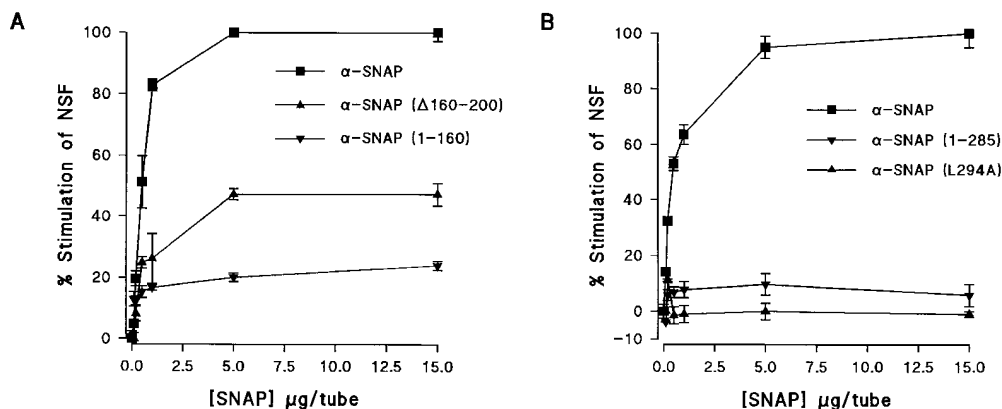 A
% Stimulation of NSF
100
80
60
40
20
0
α-SNAP
α-SNAP (Δ160-200)
α-SNAP (1-160)
0.0 2.5 5.0 7.5 10.0 12.5 15.0
[SNAP] μg/tube
B
% Stimulation of NSF
100
80
60
40
20
10
0
-10
α-SNAP
α-SNAP (1-285)
α-SNAP (L294A)
0.0 2.5 5.0 7.5 10.0 12.5 15.0
[SNAP] μg/tube